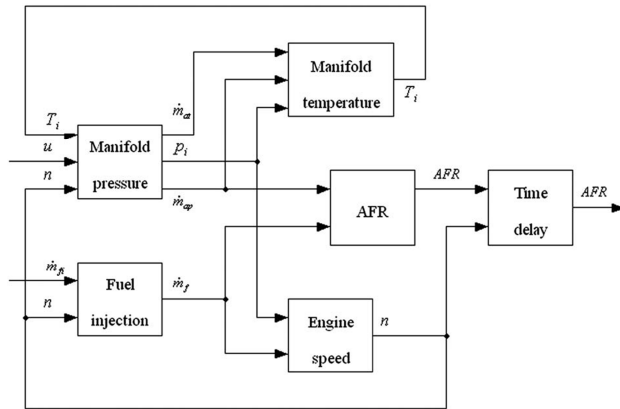 Manifold
temperature
T_i
ṁ_at
T_i
u
n
Manifold
pressure
p_i
ṁ_ap
AFR
AFR
Time
delay
AFR
ṁ_fi
n
Fuel
injection
ṁ_f
Engine
speed
n